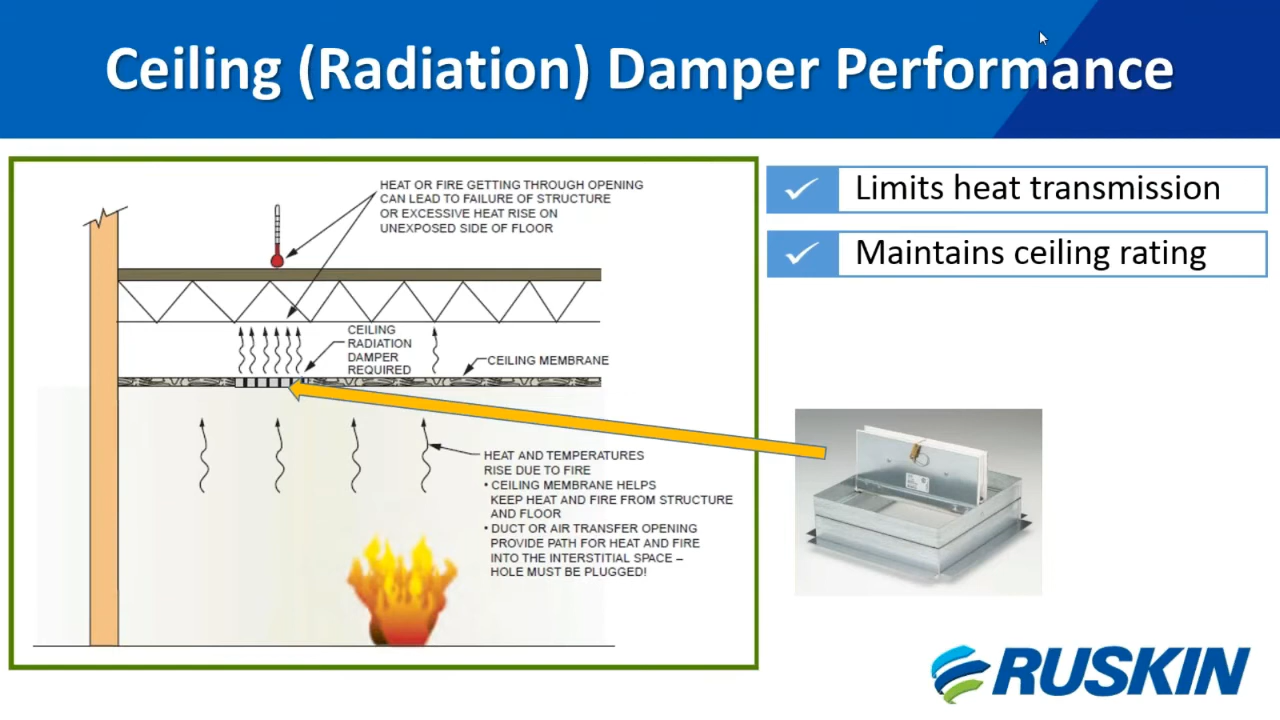 Ceiling (Radiation) Damper Performance
HEAT OR FIRE GETTING THROUGH OPENING
CAN LEAD TO FAILURE OF STRUCTURE
OR EXCESSIVE HEAT RISE ON
UNEXPOSED SIDE OF FLOOR
CEILING
RADIATION
DAMPER
REQUIRED
CEILING MEMBRANE
HEAT AND TEMPERATURES
RISE DUE TO FIRE
• CEILING MEMBRANE HELPS
KEEP HEAT AND FIRE FROM STRUCTURE
AND FLOOR
• DUCT OR AIR TRANSFER OPENING
PROVIDE PATH FOR HEAT AND FIRE
INTO THE INTERSTITIAL SPACE –
HOLE MUST BE PLUGGED!
Limits heat transmission
Maintains ceiling rating
RUSKIN